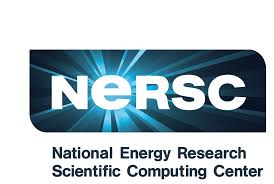 NeRSC
National Energy Research
Scientific Computing Center